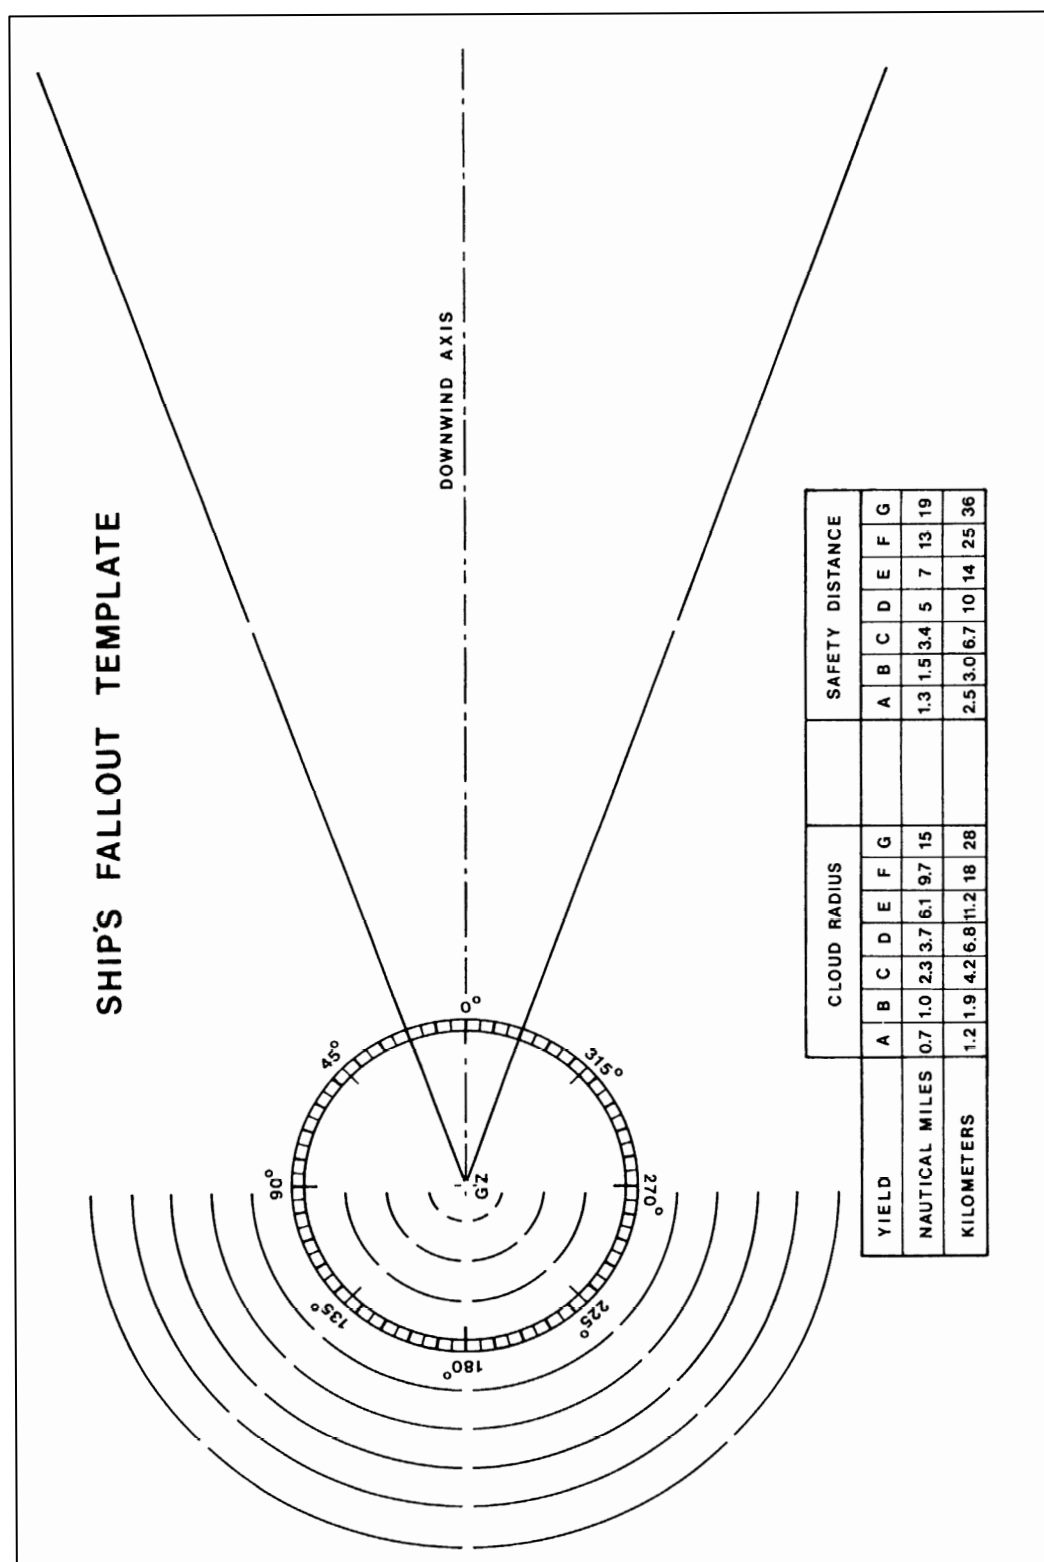 SHIP'S FALLOUT TEMPLATE
DOWNWIND AXIS
0°
45°
90°
135°
180°
225°
270°
315°
GZ
CLOUD RADIUS SAFETY DISTANCE
YIELD A B C D E F G A B C D E F G
NAUTICAL MILES 0.7 1.0 2.3 3.7 6.1 9.7 15 1.3 1.5 3.4 5 7 13 19
KILOMETERS 1.2 1.9 4.2 6.8 11.2 18 28 2.5 3.0 6.7 10 14 25 36